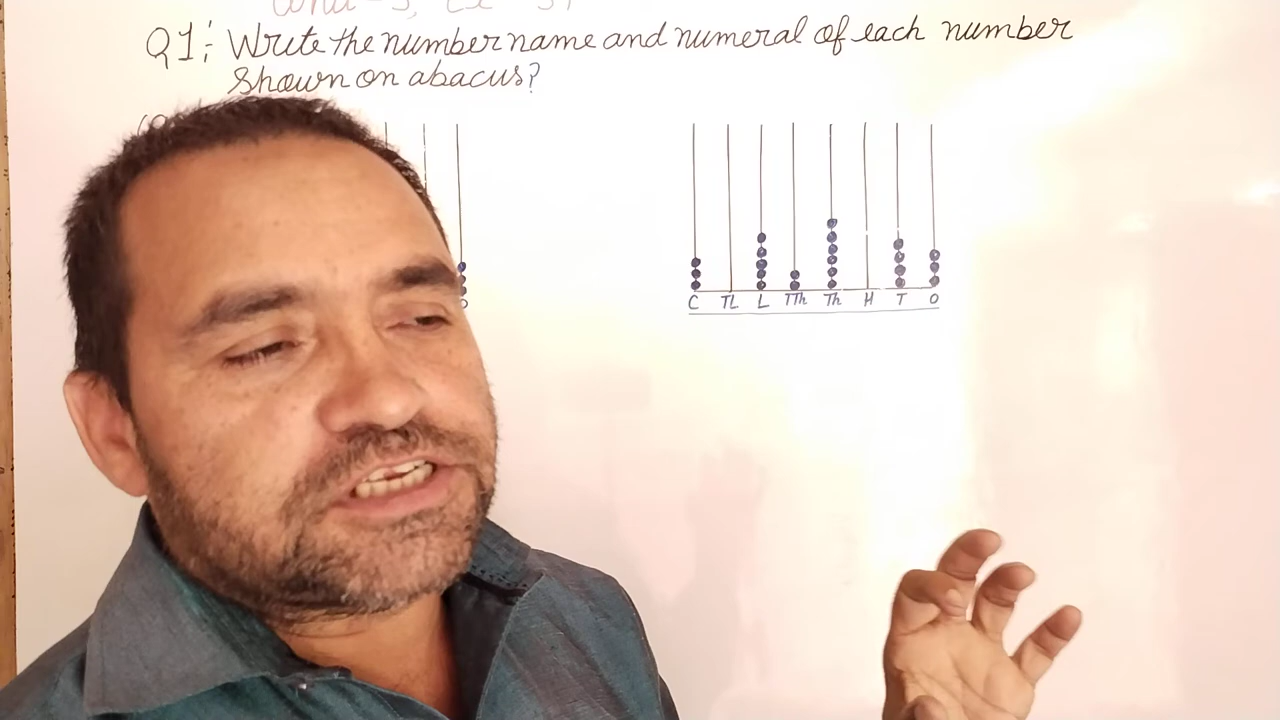 Q1:- Write the number name and numeral of each number
shown on abacus?
C TL L TTh Th H T O